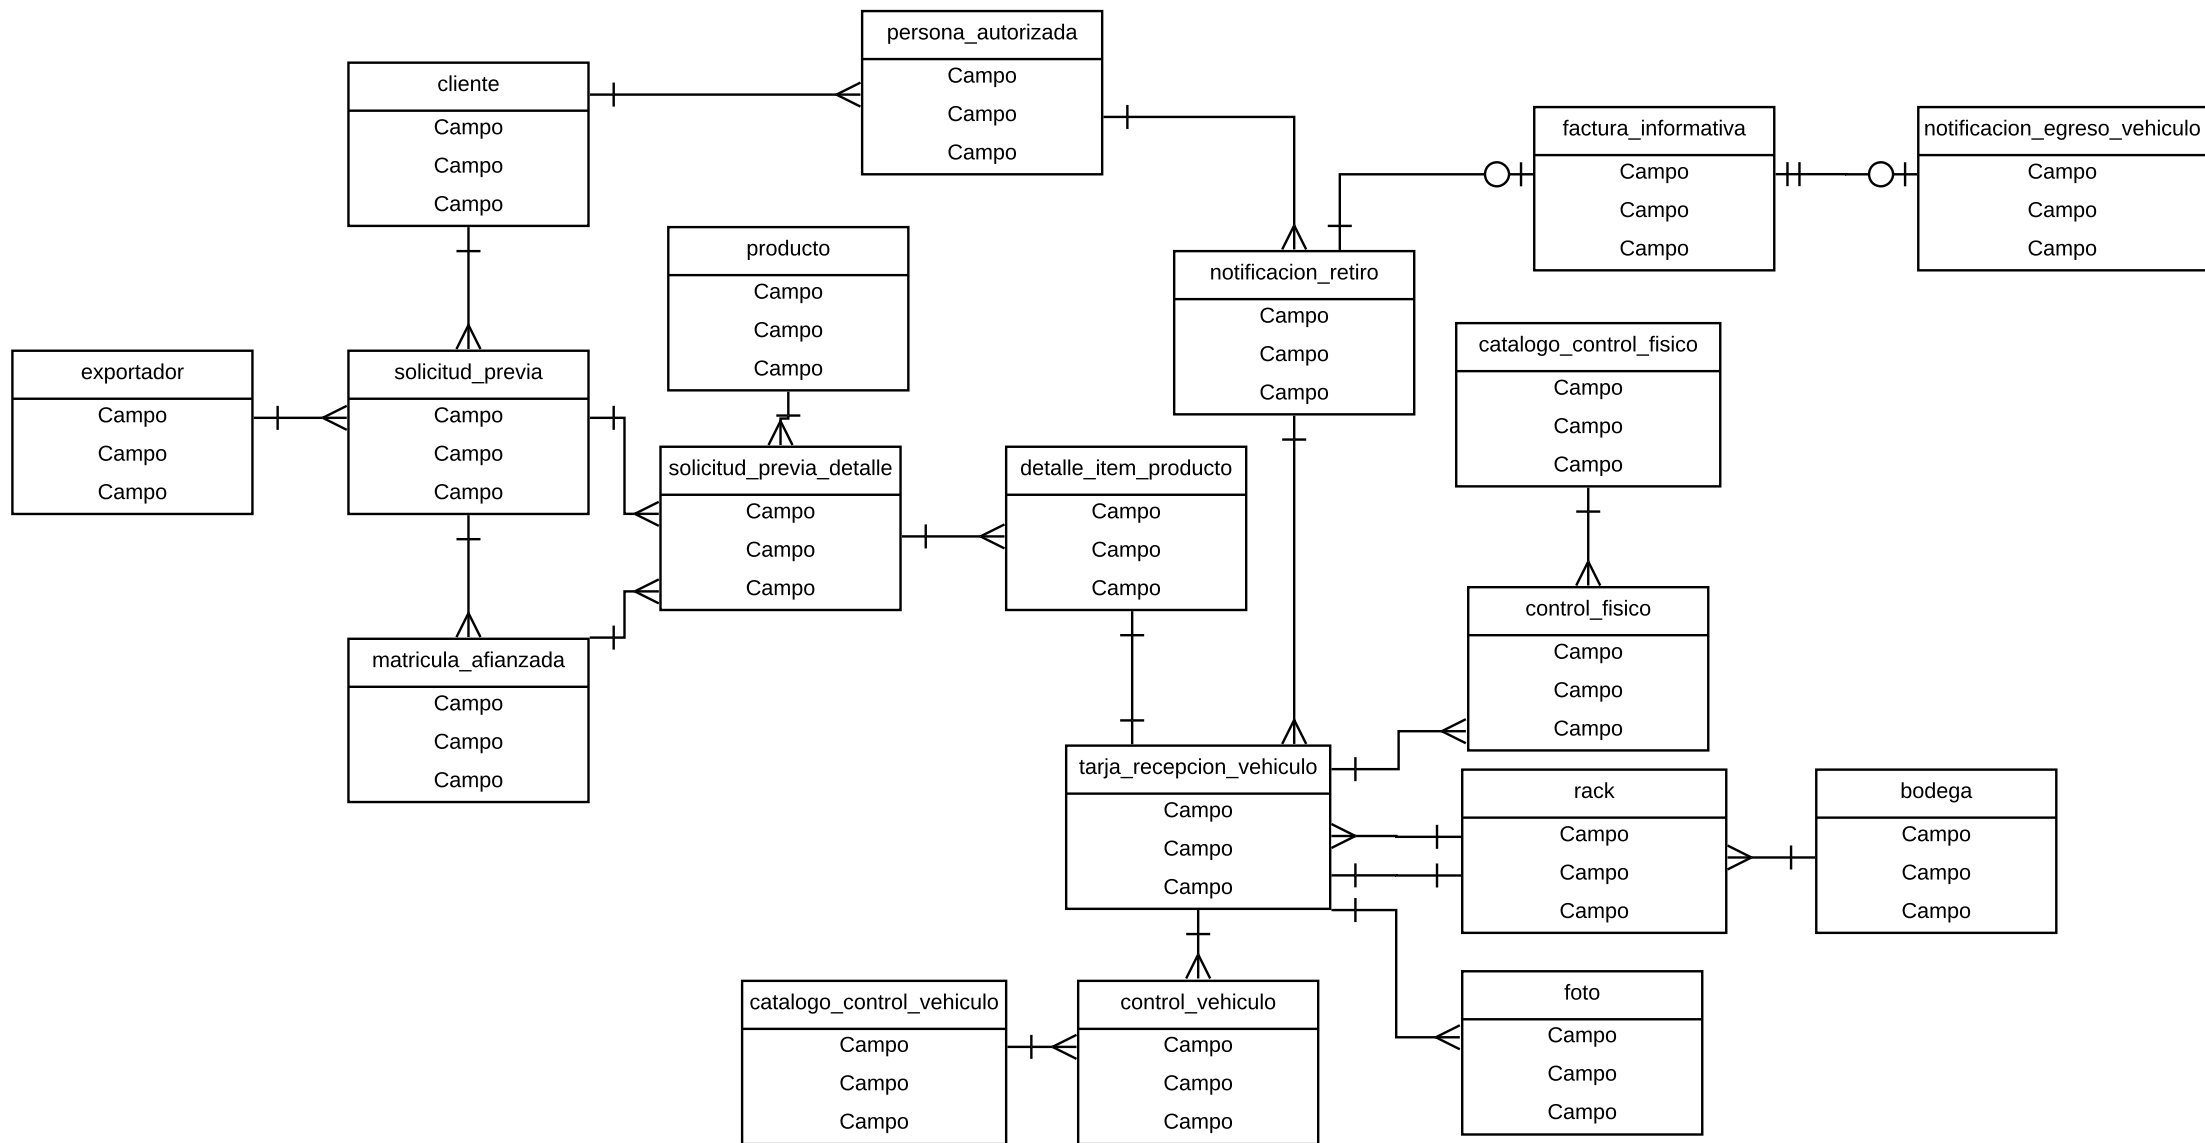 persona_autorizada
Campo
Campo
Campo
cliente
Campo
Campo
Campo
factura_informativa
Campo
Campo
Campo
notificacion_egreso_vehiculo
Campo
Campo
Campo
producto
Campo
Campo
Campo
notificacion_retiro
Campo
Campo
Campo
catalogo_control_fisico
Campo
Campo
Campo
exportador
Campo
Campo
Campo
solicitud_previa
Campo
Campo
Campo
solicitud_previa_detalle
Campo
Campo
Campo
detalle_item_producto
Campo
Campo
Campo
control_fisico
Campo
Campo
Campo
matricula_afianzada
Campo
Campo
Campo
tarja_recepcion_vehiculo
Campo
Campo
Campo
rack
Campo
Campo
Campo
bodega
Campo
Campo
Campo
catalogo_control_vehiculo
Campo
Campo
Campo
control_vehiculo
Campo
Campo
Campo
foto
Campo
Campo
Campo